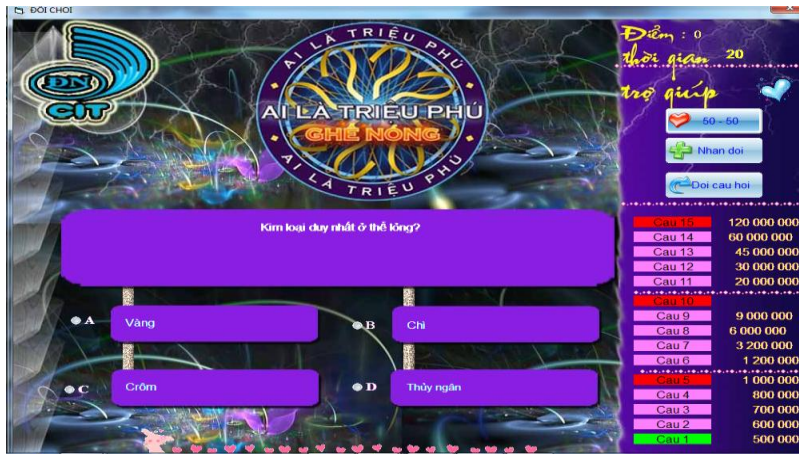 ĐÒI CHOI
ĐN
CIT
AI LÀ TRIỆU PHÚ
AI LÀ TRIỆU PHÚ
GHẾ NÓNG
AI LÀ TRIỆU PHÚ
Điểm : 0
thời gian 20
trợ giúp
50 - 50
Nhan doi
Doi cau hoi
Kim loại duy nhất ở thể lỏng?
A Vàng
B Chì
C Crôm
D Thủy ngân
Cau 15 120 000 000
Cau 14 60 000 000
Cau 13 45 000 000
Cau 12 30 000 000
Cau 11 20 000 000
Cau 10
Cau 9 9 000 000
Cau 8 6 000 000
Cau 7 3 200 000
Cau 6 1 200 000
Cau 5 1 000 000
Cau 4 800 000
Cau 3 700 000
Cau 2 600 000
Cau 1 500 000